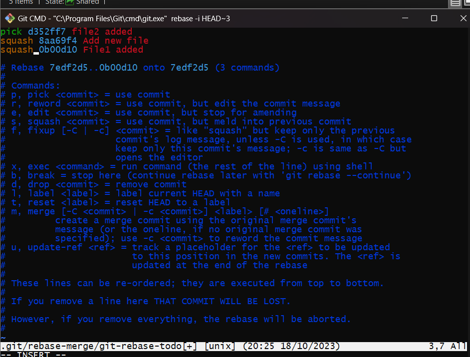 5 items
State:
Shared
Git CMD - "C:\Program Files\Git\cmd\git.exe" rebase -i HEAD~3
pick d352ff7 file2 added
squash 8aa69f4 Add new file
squash 0b00d10 File1 added
# Rebase 7edf2d5..0b00d10 onto 7edf2d5 (3 commands)
#
# Commands:
# p, pick <commit> = use commit
# r, reword <commit> = use commit, but edit the commit message
# e, edit <commit> = use commit, but stop for amending
# s, squash <commit> = use commit, but meld into previous commit
# f, fixup [-C | -c] <commit> = like "squash" but keep only the previous
#                    commit's log message, unless -C is used, in which case
#                    keep only this commit's message; -c is same as -C but
#                    opens the editor
# x, exec <command> = run command (the rest of the line) using shell
# b, break = stop here (continue rebase later with 'git rebase --continue')
# d, drop <commit> = remove commit
# l, label <label> = label current HEAD with a name
# t, reset <label> = reset HEAD to a label
# m, merge [-C <commit> | -c <commit>] <label> [# <oneline>]
#         create a merge commit using the original merge commit's
#         message (or the oneline, if no original merge commit was
#         specified); use -c <commit> to reword the commit message
# u, update-ref <ref> = track a placeholder for the <ref> to be updated
#                       to this position in the new commits. The <ref> is
#                       updated at the end of the rebase
#
# These lines can be re-ordered; they are executed from top to bottom.
#
# If you remove a line here THAT COMMIT WILL BE LOST.
#
# However, if you remove everything, the rebase will be aborted.
#
~
.git/rebase-merge/git-rebase-todo[+] [unix] (20:25 18/10/2023) 3,7 All
-- INSERT --